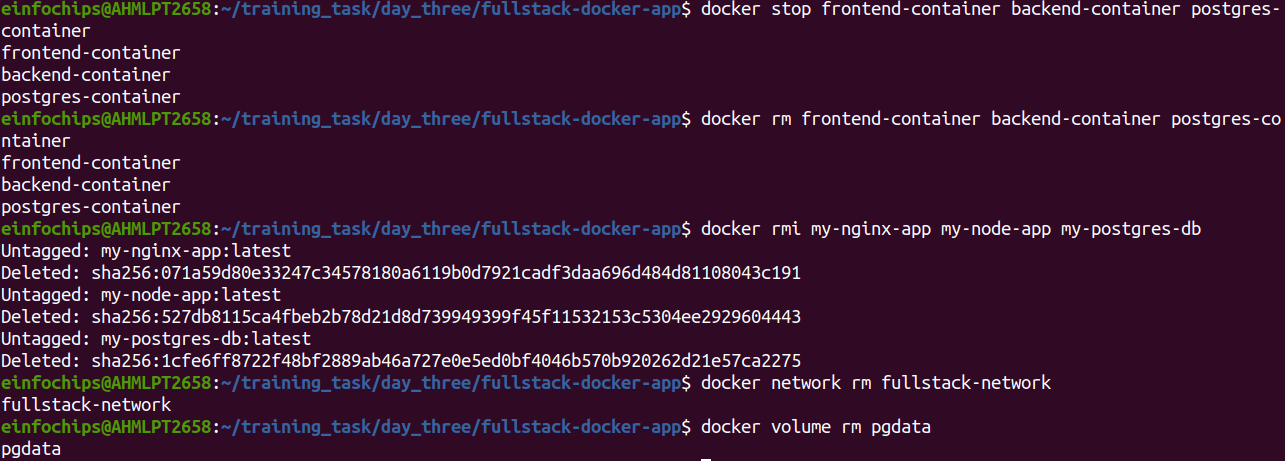 einfochips@AHMLPT2658:~/training_task/day_three/fullstack-docker-app$ docker stop frontend-container backend-container postgres-
container
frontend-container
backend-container
postgres-container
einfochips@AHMLPT2658:~/training_task/day_three/fullstack-docker-app$ docker rm frontend-container backend-container postgres-co
ntainer
frontend-container
backend-container
postgres-container
einfochips@AHMLPT2658:~/training_task/day_three/fullstack-docker-app$ docker rmi my-nginx-app my-node-app my-postgres-db
Untagged: my-nginx-app:latest
Deleted: sha256:071a59d80e33247c34578180a6119b0d7921cadf3daa696d484d81108043c191
Untagged: my-node-app:latest
Deleted: sha256:527db8115ca4fbeb2b78d21d8d739949399f45f11532153c5304ee2929604443
Untagged: my-postgres-db:latest
Deleted: sha256:1cfe6ff8722f48bf2889ab46a727e0e5ed0bf4046b570b920262d21e57ca2275
einfochips@AHMLPT2658:~/training_task/day_three/fullstack-docker-app$ docker network rm fullstack-network
fullstack-network
einfochips@AHMLPT2658:~/training_task/day_three/fullstack-docker-app$ docker volume rm pgdata
pgdata